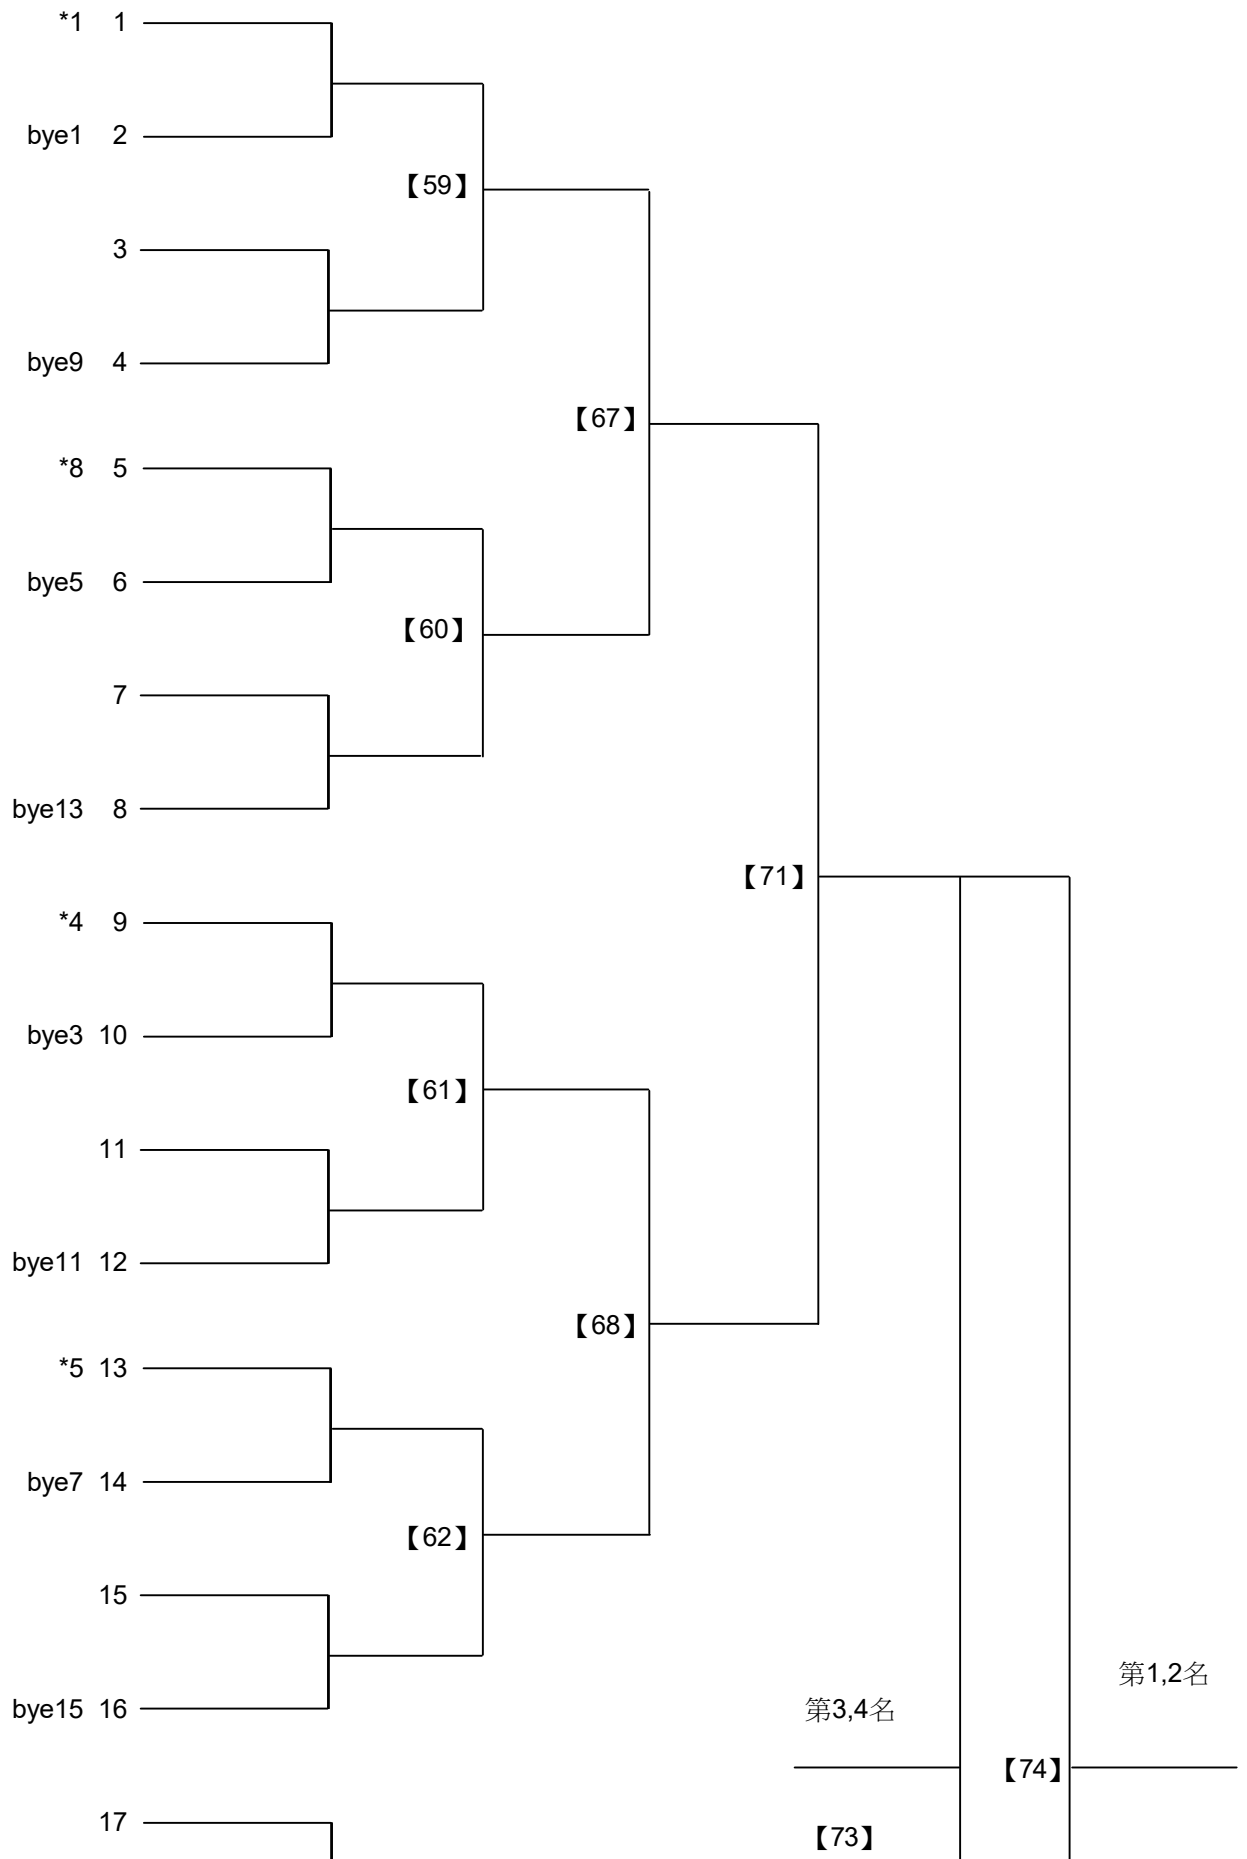 *1 1
bye1 2
【59】
3
bye9 4
【67】
*8 5
bye5 6
【60】
7
bye13 8
【71】
*4 9
bye3 10
【61】
11
bye11 12
【68】
*5 13
bye7 14
【62】
15
第1,2名
bye15 16
第3,4名
【74】
17
【73】